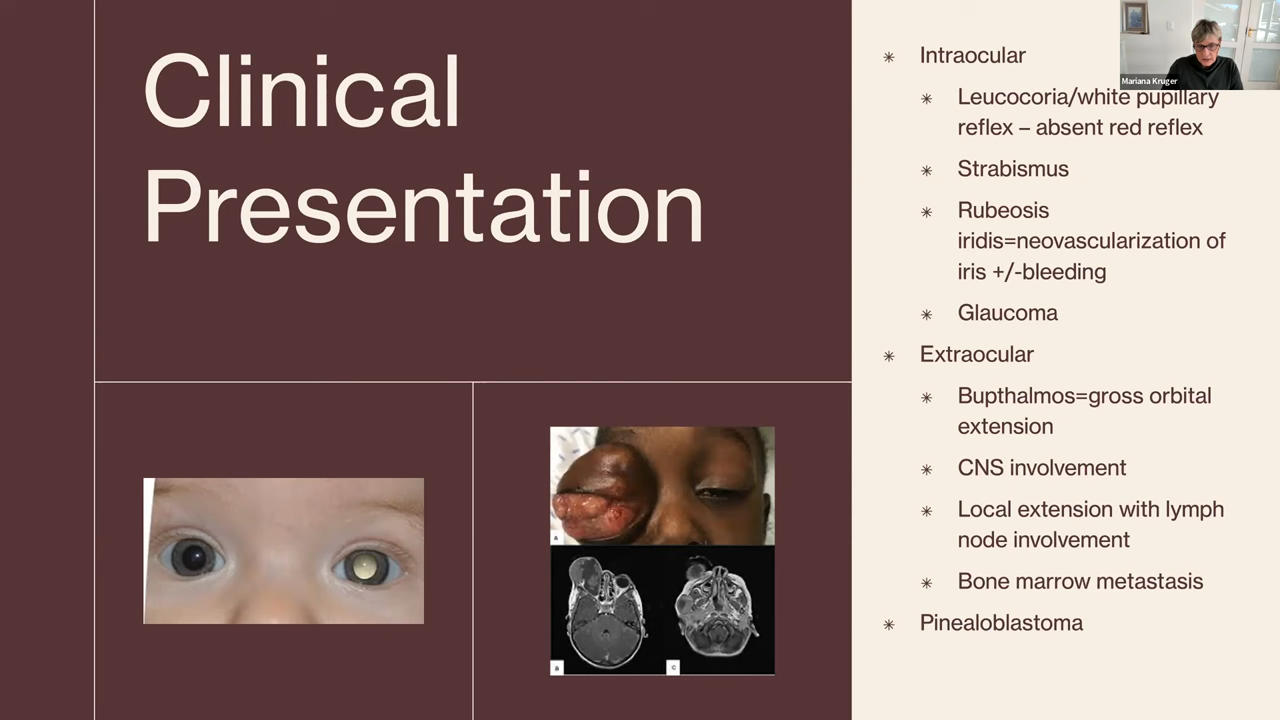 Clinical
Presentation
Intraocular
Leucocoria/white pupillary
reflex – absent red reflex
Strabismus
Rubeosis
iridis=neovascularization of
iris +/-bleeding
Glaucoma
Extraocular
Bupthalmos=gross orbital
extension
CNS involvement
Local extension with lymph
node involvement
Bone marrow metastasis
Pinealoblastoma
Mariana Kruger
a
a
c